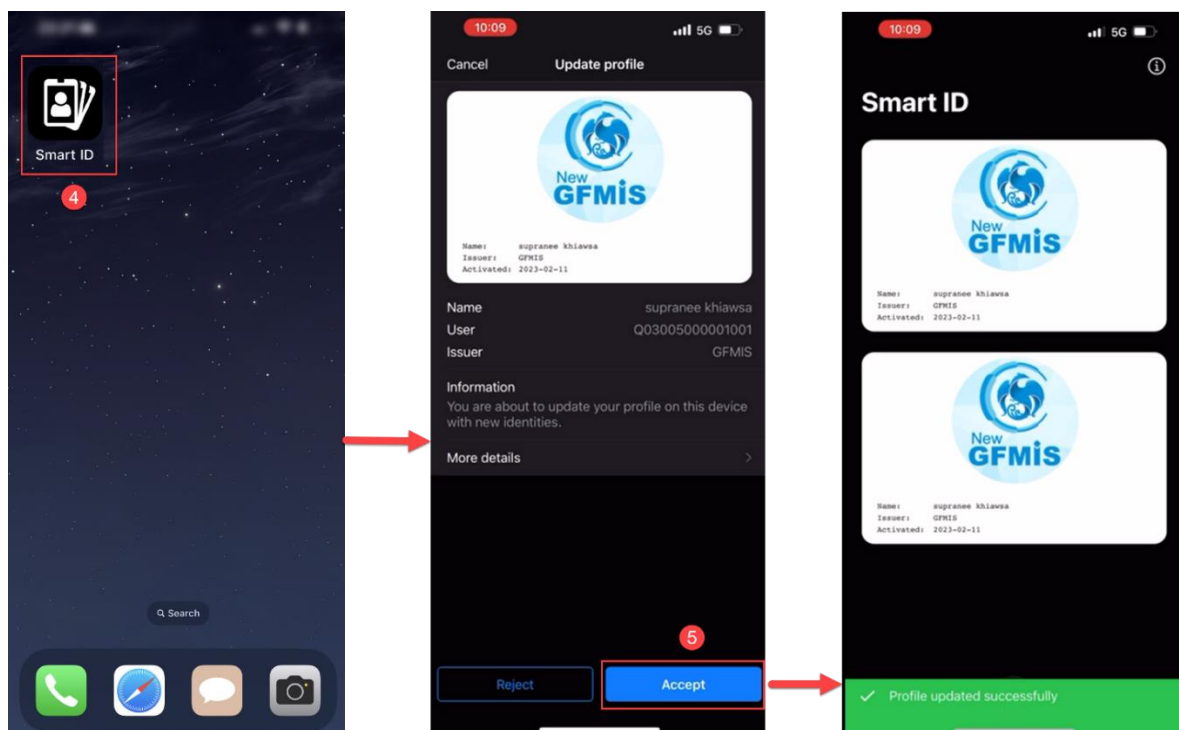 Smart ID
4
Search
10:09
5G
Cancel
Update profile
New
GFMiS
Name: supranee khiawsa
Issuer: GFMIS
Activated: 2023-02-11
Name supranee khiawsa
User Q03005000001001
Issuer GFMIS
Information
You are about to update your profile on this device
with new identities.
More details
5
Reject
Accept
10:09
5G
Smart ID
New
GFMiS
Name: supranee khiawsa
Issuer: GFMIS
Activated: 2023-02-11
New
GFMiS
Name: supranee khiawsa
Issuer: GFMIS
Activated: 2023-02-11
Profile updated successfully